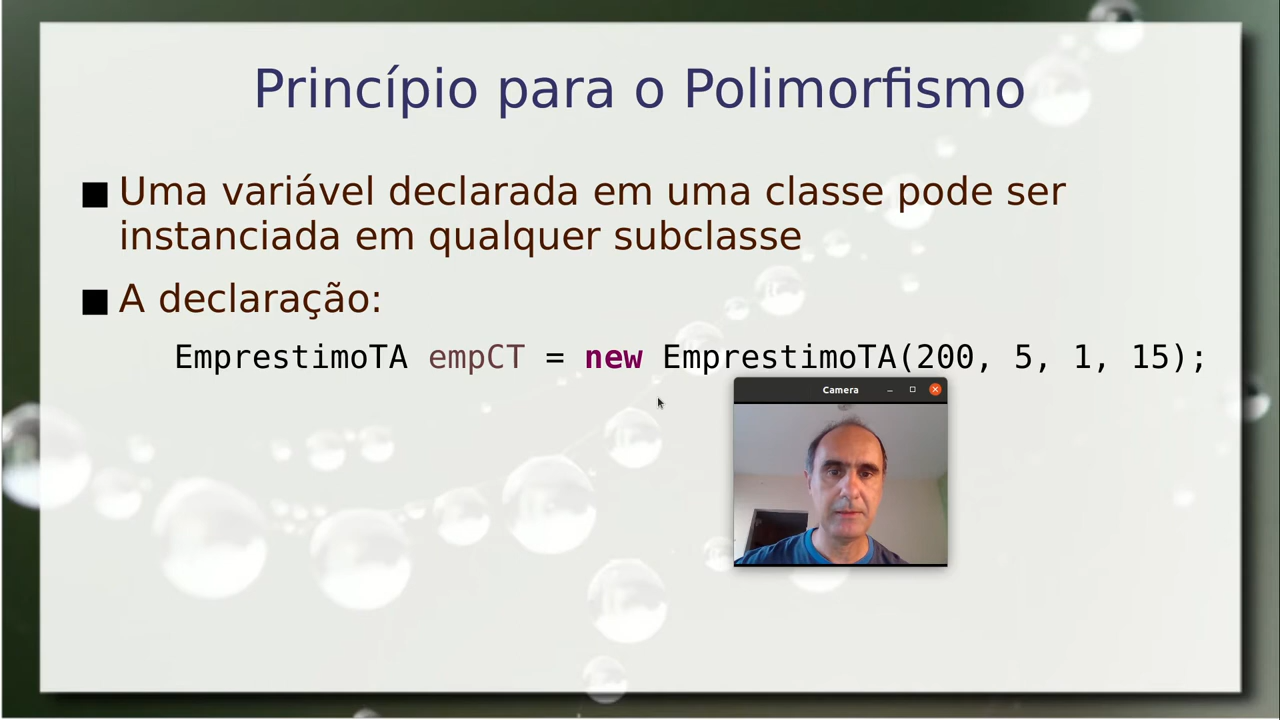 Princípio para o Polimorfismo
Uma variável declarada em uma classe pode ser
instanciada em qualquer subclasse
A declaração:
EmprestimoTA empCT = new EmprestimoTA(200, 5, 1, 15);
Camera